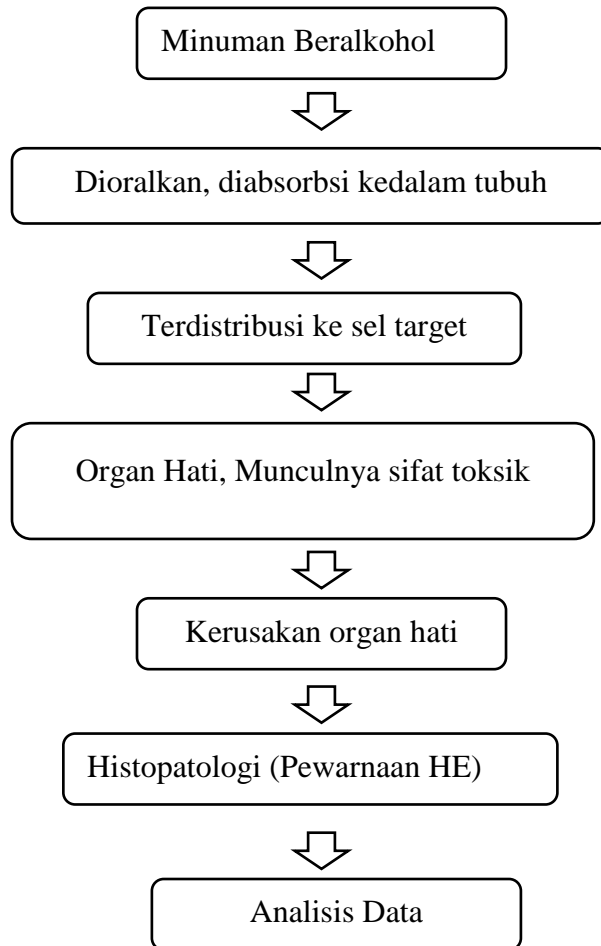 Minuman Beralkohol
Dioralkan, diabsorbsi kedalam tubuh
Terdistribusi ke sel target
Organ Hati, Munculnya sifat toksik
Kerusakan organ hati
Histopatologi (Pewarnaan HE)
Analisis Data